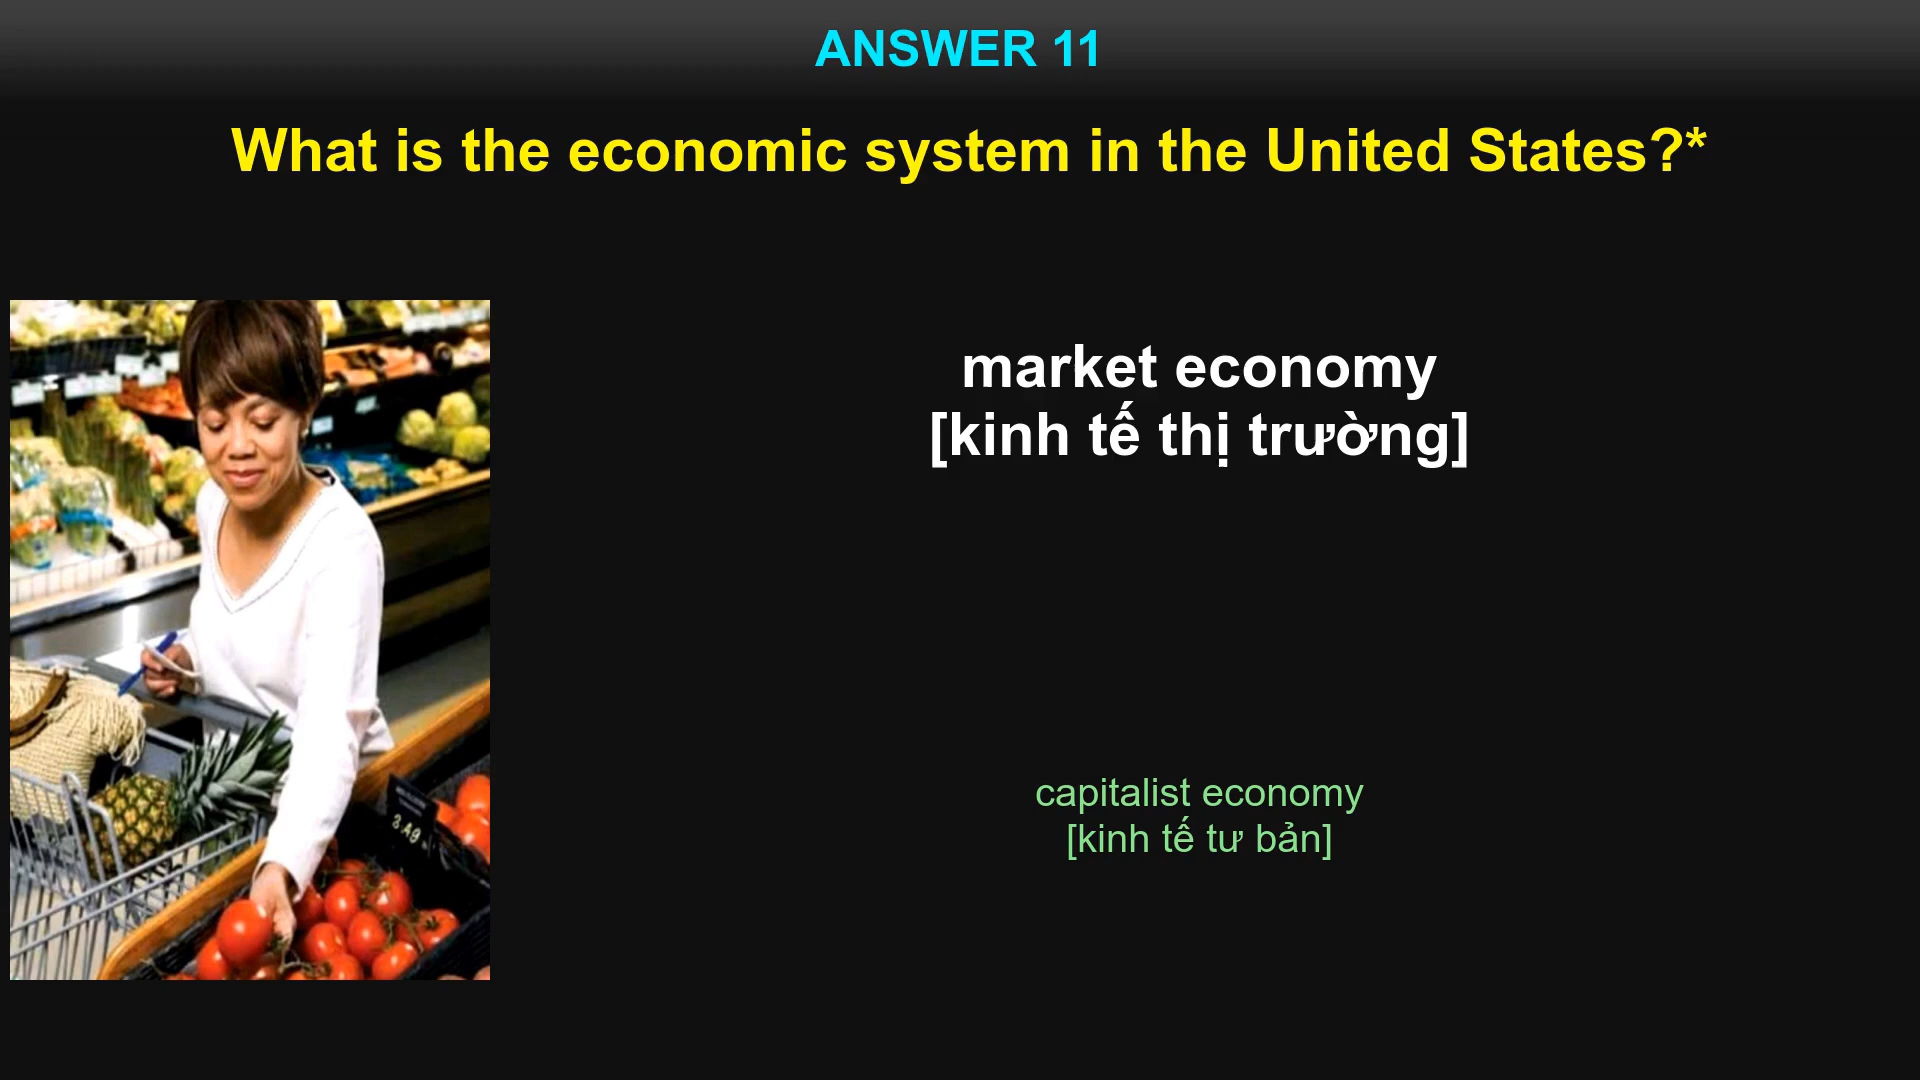 ANSWER 11
What is the economic system in the United States?*
market economy
[kinh tế thị trường]
capitalist economy
[kinh tế tư bản]